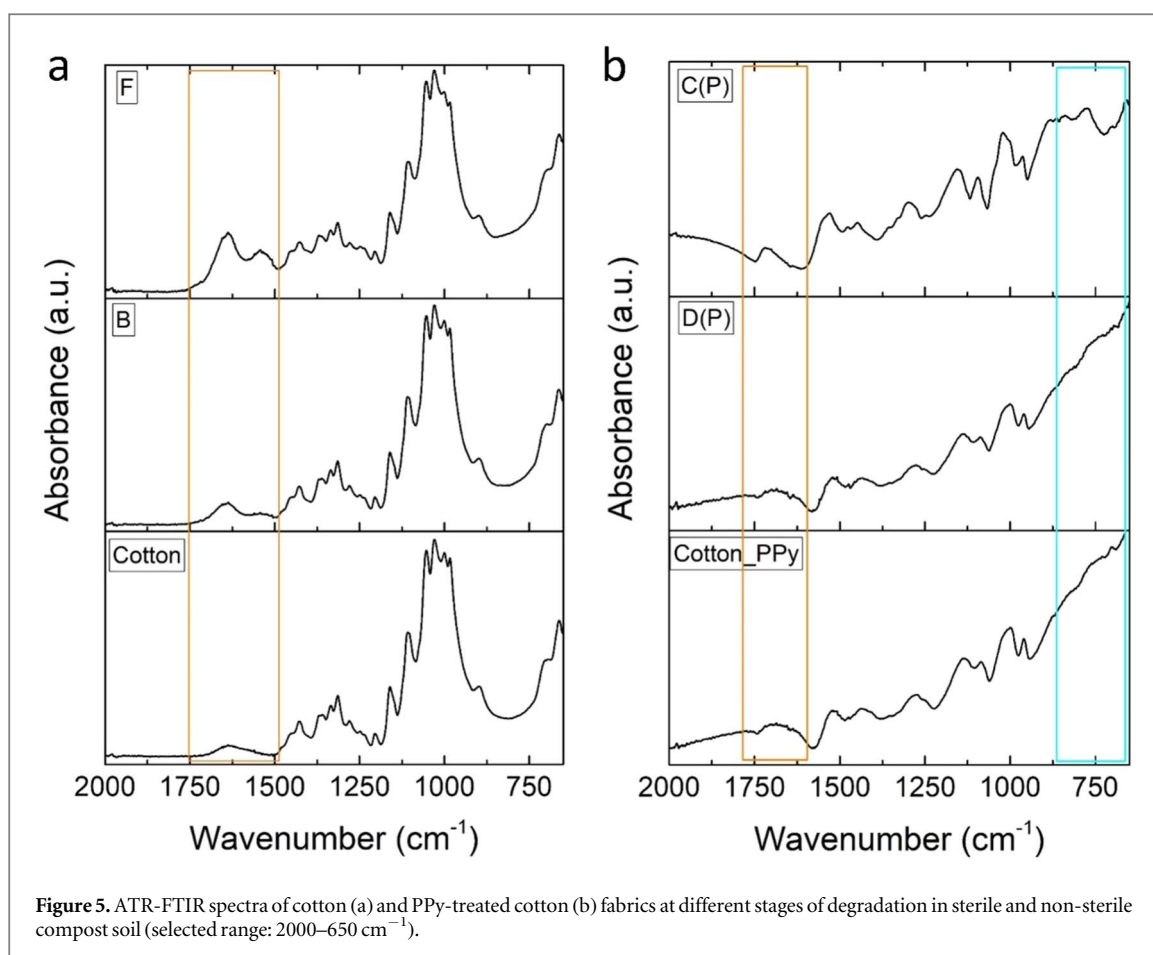 a
F
B
Cotton
Absorbance (a.u.)
2000 1750 1500 1250 1000 750
Wavenumber (cm⁻¹)
b
C(P)
D(P)
Cotton_PPy
Absorbance (a.u.)
2000 1750 1500 1250 1000 750
Wavenumber (cm⁻¹)
Figure 5. ATR-FTIR spectra of cotton (a) and PPy-treated cotton (b) fabrics at different stages of degradation in sterile and non-sterile
compost soil (selected range: 2000–650 cm⁻¹).